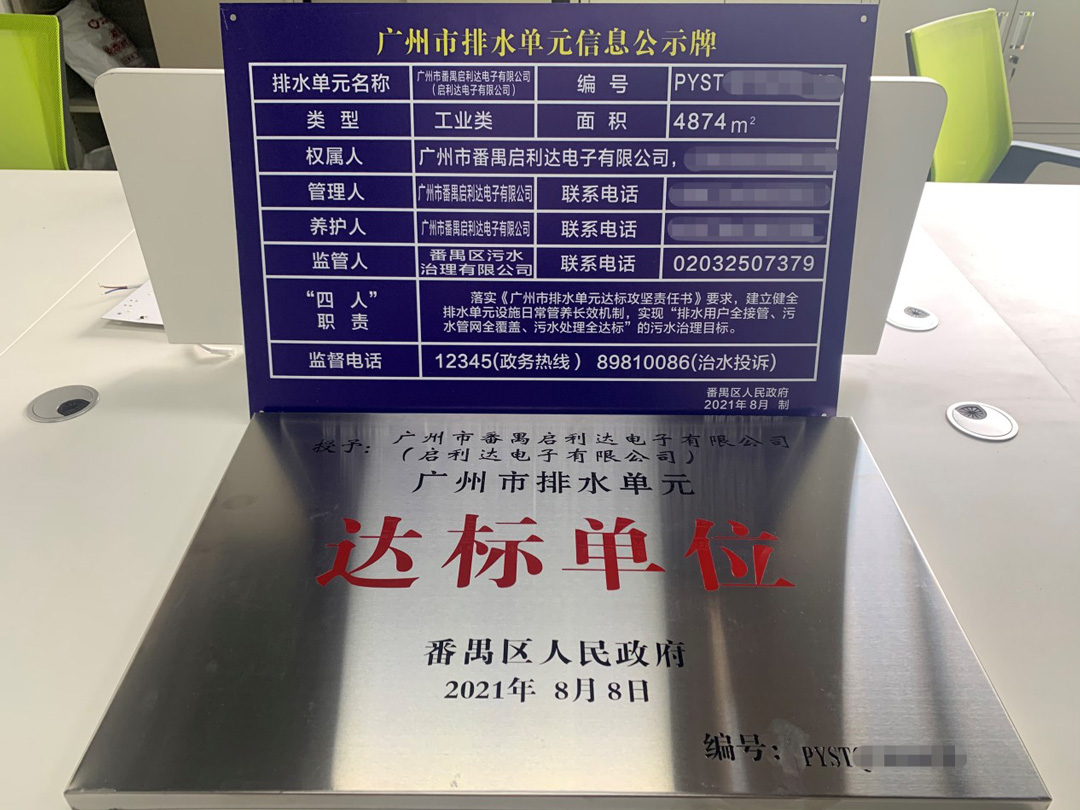 广州市排水单元信息公示牌
排水单元名称 广州市番禺启利达电子有限公司
(启利达电子有限公司) 编 号 PYST
类 型 工业类 面 积 4874m²
权属人 广州市番禺启利达电子有限公司,
管理人 广州市番禺启利达电子有限公司 联系电话
养护人 广州市番禺启利达电子有限公司 联系电话
监管人 番禺区污水
治理有限公司 联系电话 02032507379
“四 人”
职 责
落实《广州市排水单元达标攻坚责任书》要求，建立健全
排水单元设施日常管养长效机制，实现“排水用户全接管、污
水管网全覆盖、污水处理全达标”的污水治理目标。
监督电话 12345(政务热线) 89810086(治水投诉)
番禺区人民政府
2021年8月 制
授予：广州市番禺启利达电子有限公司
(启利达电子有限公司)
广州市排水单元
达标单位
番禺区人民政府
2021年 8月8日
编号：PYST